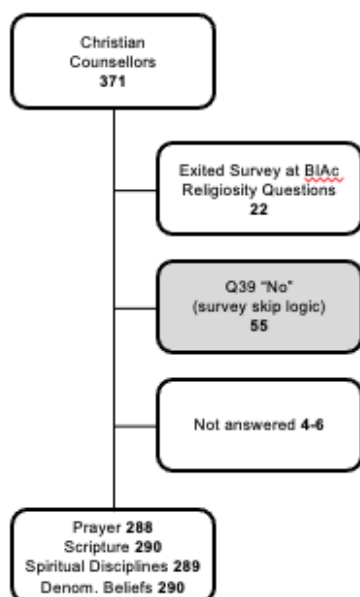 Christian
Counsellors
371
Exited Survey at BIAc
Religiosity Questions
22
Q39 “No”
(survey skip logic)
55
Not answered 4-6
Prayer 288
Scripture 290
Spiritual Disciplines 289
Denom. Beliefs 290